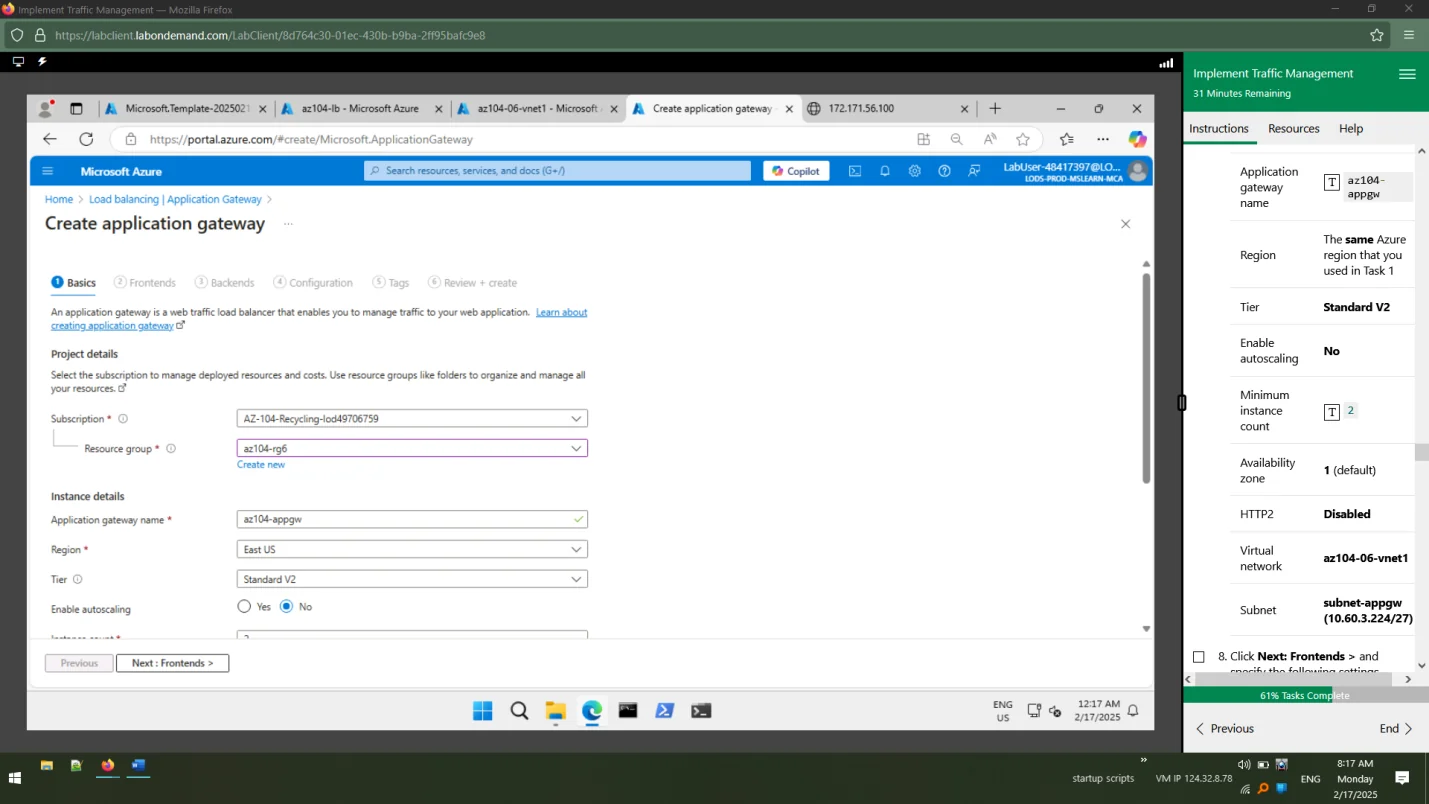 Implement Traffic Management — Mozilla Firefox
https://labclient.labondemand.com/LabClient/8d764c30-01ec-430b-b9ba-2ff95bafc9e8
Microsoft.Template-2025021
az104-lb - Microsoft Azure
az104-06-vnet1 - Microsoft
Create application gateway
172.171.56.100
https://portal.azure.com/#create/Microsoft.ApplicationGateway
Microsoft Azure
Search resources, services, and docs (G+/)
Copilot
LabUser-48417397@LO...
LODS-PROD-MSLEARN-MCA
Home > Load balancing | Application Gateway >
Create application gateway ...
1 Basics
2 Frontends
3 Backends
4 Configuration
5 Tags
6 Review + create
An application gateway is a web traffic load balancer that enables you to manage traffic to your web application. Learn about
creating application gateway
Project details
Select the subscription to manage deployed resources and costs. Use resource groups like folders to organize and manage all
your resources.
Subscription *
AZ-104-Recycling-lod49706759
Resource group *
az104-rg6
Create new
Instance details
Application gateway name *
az104-appgw
Region *
East US
Tier
Standard V2
Enable autoscaling
Yes
No
Previous
Next : Frontends >
ENG
US
12:17 AM
2/17/2025
Implement Traffic Management
31 Minutes Remaining
Instructions
Resources
Help
Application
gateway
name
T
az104-
appgw
Region
The same Azure
region that you
used in Task 1
Tier
Standard V2
Enable
autoscaling
No
Minimum
instance
count
T
2
Availability
zone
1 (default)
HTTP2
Disabled
Virtual
network
az104-06-vnet1
Subnet
subnet-appgw
(10.60.3.224/27)
8. Click Next: Frontends > and
specify the following settings
61% Tasks Complete
Previous
End
startup scripts
VM IP 124.32.8.78
ENG
8:17 AM
Monday
2/17/2025